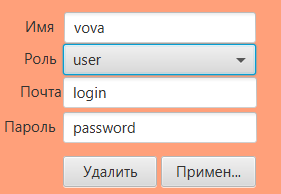 Имя vova
Роль user
Почта login
Пароль password
Удалить Примен...